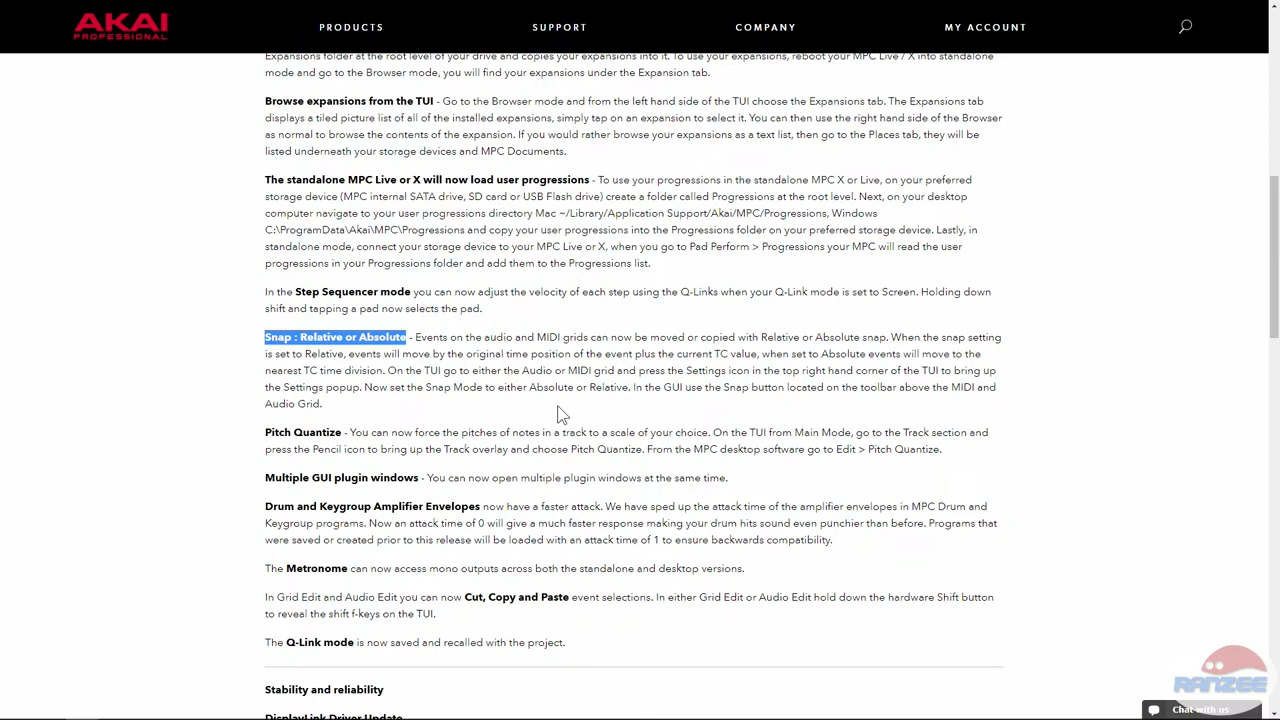 AKAI
PROFESSIONAL
PRODUCTS
SUPPORT
COMPANY
MY ACCOUNT
Expansions folder at the root level of your drive and copies your expansions into it. To use your expansions, reboot your MPC Live / X into standalone
mode and go to the Browser mode, you will find your expansions under the Expansion tab.
Browse expansions from the TUI - Go to the Browser mode and from the left hand side of the TUI choose the Expansions tab. The Expansions tab
displays a tiled picture list of all of the installed expansions, simply tap on an expansion to select it. You can then use the right hand side of the Browser
as normal to browse the contents of the expansion. If you would rather browse your expansions as a text list, then go to the Places tab, they will be
listed underneath your storage devices and MPC Documents.
The standalone MPC Live or X will now load user progressions - To use your progressions in the standalone MPC X or Live, on your preferred
storage device (MPC internal SATA drive, SD card or USB Flash drive) create a folder called Progressions at the root level. Next, on your desktop
computer navigate to your user progressions directory Mac ~/Library/Application Support/Akai/MPC/Progressions, Windows
C:\ProgramData\Akai\MPC\Progressions and copy your user progressions into the Progressions folder on your preferred storage device. Lastly, in
standalone mode, connect your storage device to your MPC Live or X, when you go to Pad Perform > Progressions your MPC will read the user
progressions in your Progressions folder and add them to the Progressions list.
In the Step Sequencer mode you can now adjust the velocity of each step using the Q-Links when your Q-Link mode is set to Screen. Holding down
shift and tapping a pad now selects the pad.
Snap : Relative or Absolute - Events on the audio and MIDI grids can now be moved or copied with Relative or Absolute snap. When the snap setting
is set to Relative, events will move by the original time position of the event plus the current TC value, when set to Absolute events will move to the
nearest TC time division. On the TUI go to either the Audio or MIDI grid and press the Settings icon in the top right hand corner of the TUI to bring up
the Settings popup. Now set the Snap Mode to either Absolute or Relative. In the GUI use the Snap button located on the toolbar above the MIDI and
Audio Grid.
Pitch Quantize - You can now force the pitches of notes in a track to a scale of your choice. On the TUI from Main Mode, go to the Track section and
press the Pencil icon to bring up the Track overlay and choose Pitch Quantize. From the MPC desktop software go to Edit > Pitch Quantize.
Multiple GUI plugin windows - You can now open multiple plugin windows at the same time.
Drum and Keygroup Amplifier Envelopes now have a faster attack. We have sped up the attack time of the amplifier envelopes in MPC Drum and
Keygroup programs. Now an attack time of 0 will give a much faster response making your drum hits sound even punchier than before. Programs that
were saved or created prior to this release will be loaded with an attack time of 1 to ensure backwards compatibility.
The Metronome can now access mono outputs across both the standalone and desktop versions.
In Grid Edit and Audio Edit you can now Cut, Copy and Paste event selections. In either Grid Edit or Audio Edit hold down the hardware Shift button
to reveal the shift f-keys on the TUI.
The Q-Link mode is now saved and recalled with the project.
Stability and reliability
DisplayLink Driver Update
RANZEE
Chat with us